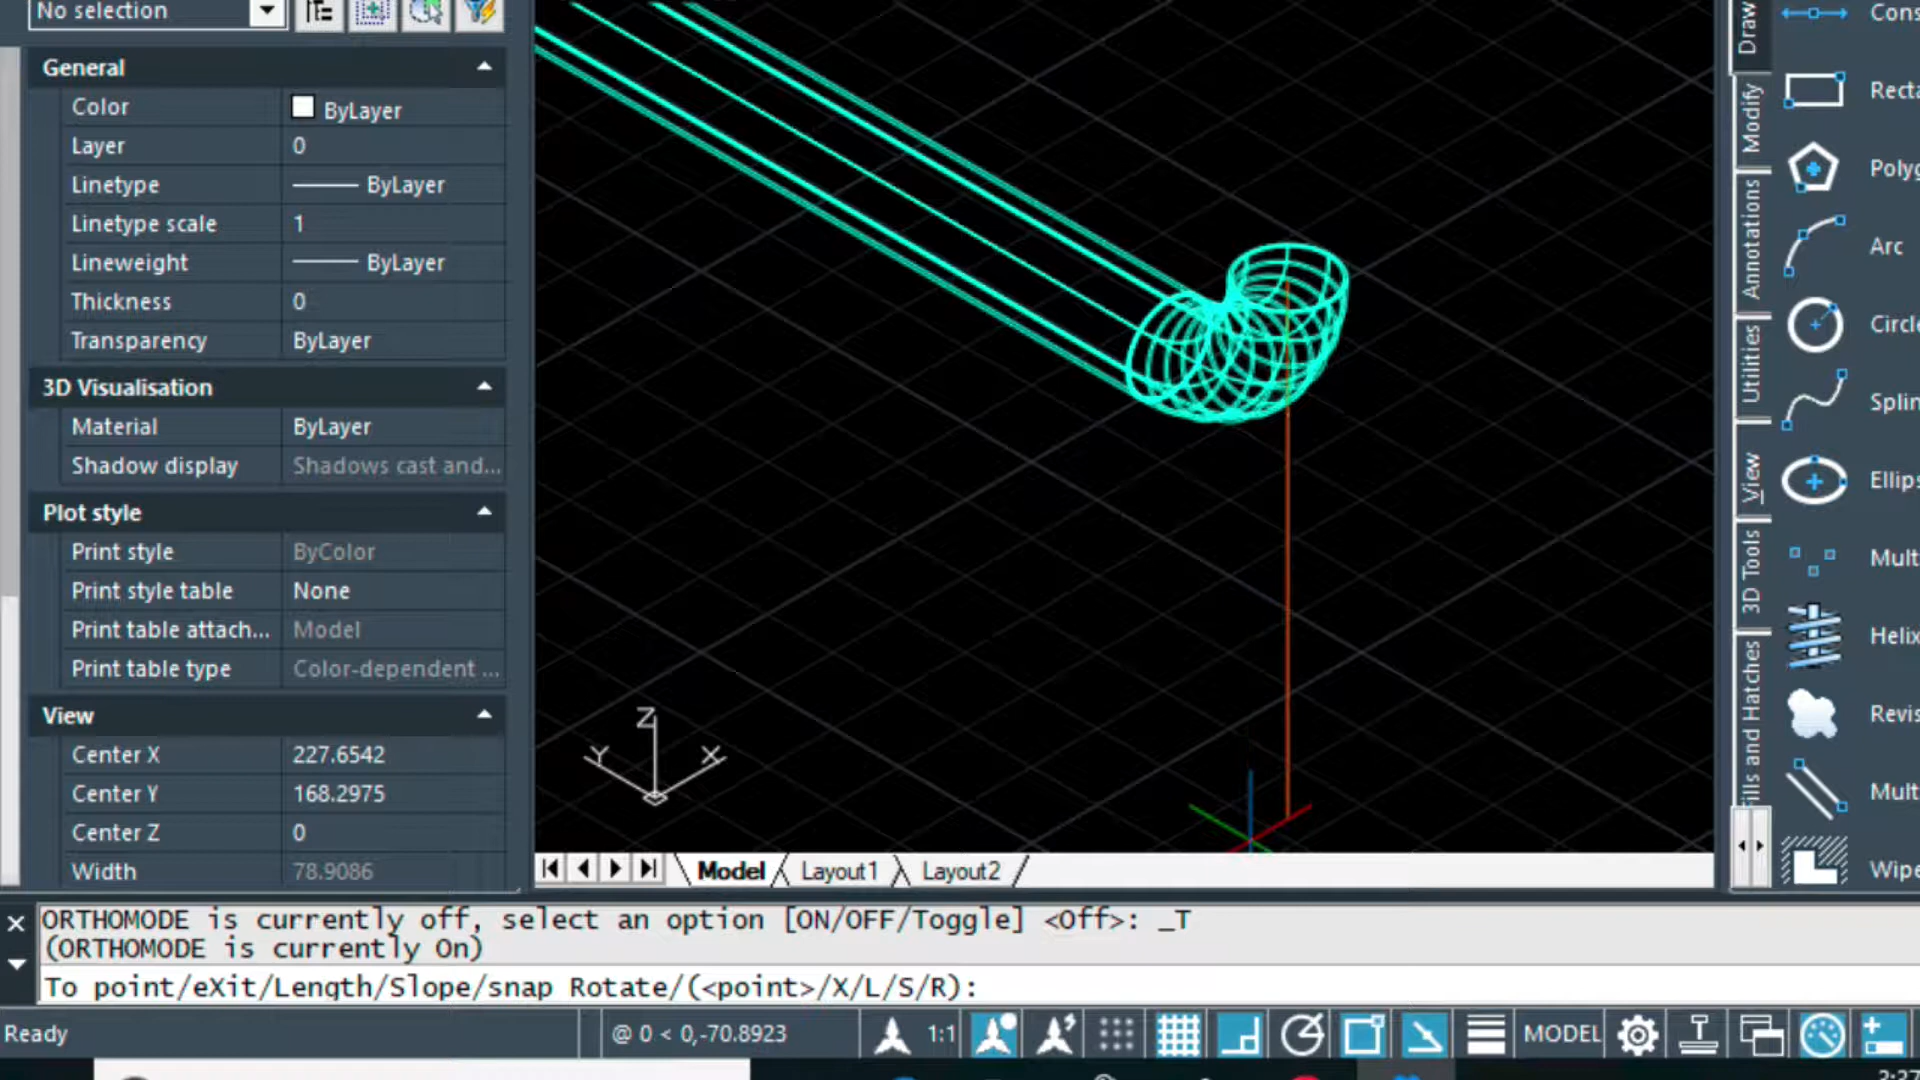 No selection
General
Color ByLayer
Layer 0
Linetype ByLayer
Linetype scale 1
Lineweight ByLayer
Thickness 0
Transparency ByLayer
3D Visualisation
Material ByLayer
Shadow display Shadows cast and...
Plot style
Print style ByColor
Print style table None
Print table attach... Model
Print table type Color-dependent ...
View
Center X 227.6542
Center Y 168.2975
Center Z 0
Width 78.9086
Z
Y X
Model Layout1 Layout2
Draw
Modify
Annotations
Utilities
View
3D Tools
Fills and Hatches
Cons
Recta
Polyg
Arc
Circle
Splin
Ellips
Mult
Helix
Revis
Mult
Wipe
ORTHOMODE is currently off, select an option [ON/OFF/Toggle] <Off>: _T
(ORTHOMODE is currently On)
To point/eXit/Length/Slope/snap Rotate/(<point>/X/L/S/R):
Ready @ 0 < 0,-70.8923 1:1 MODEL